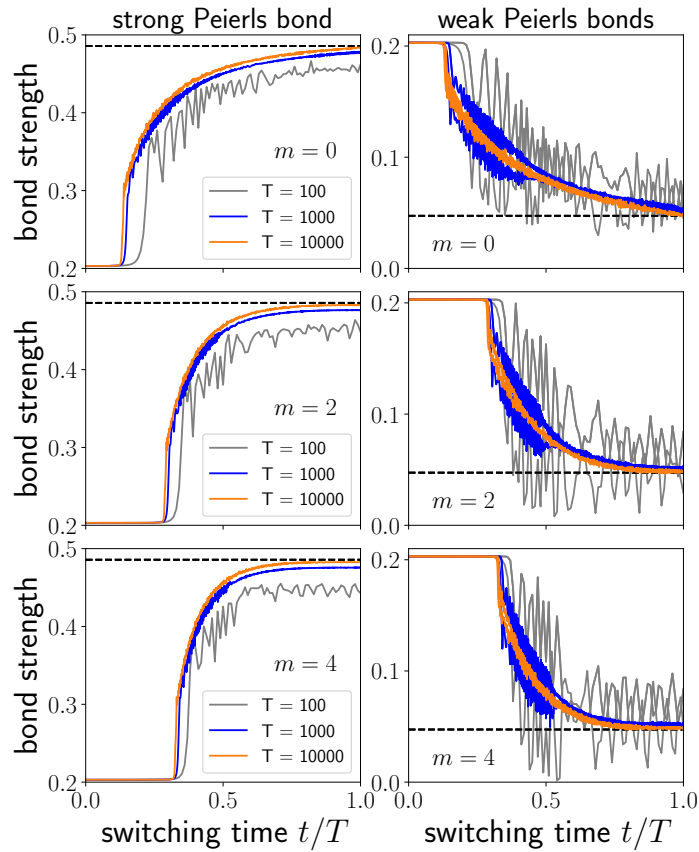 strong Peierls bond
weak Peierls bonds
0.5
0.4
0.3
0.2
bond strength
m = 0
T = 100
T = 1000
T = 10000
0.2
0.1
0.0
m = 0
0.5
0.4
0.3
0.2
bond strength
m = 2
T = 100
T = 1000
T = 10000
0.2
0.1
0.0
m = 2
0.5
0.4
0.3
0.2
bond strength
m = 4
T = 100
T = 1000
T = 10000
0.0 0.5 1.0
switching time t/T
0.2
0.1
0.0
m = 4
0.0 0.5 1.0
switching time t/T